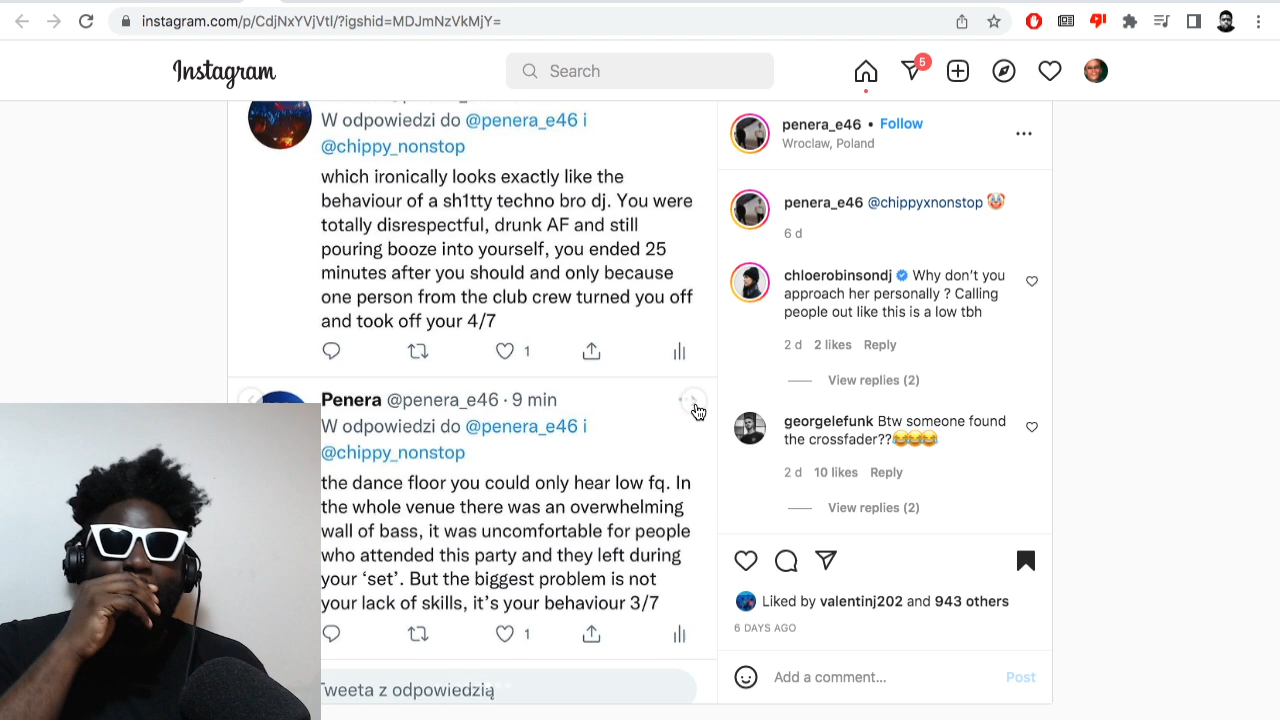 instagram.com/p/CdjNxYVjVtI/?igshid=MDJmNzVkMjY=
Instagram
Search
5
W odpowiedzi do @penera_e46 i
@chippy_nonstop
which ironically looks exactly like the
behaviour of a sh1tty techno bro dj. You were
totally disrespectful, drunk AF and still
pouring booze into yourself, you ended 25
minutes after you should and only because
one person from the club crew turned you off
and took off your 4/7
1
Penera @penera_e46 · 9 min
W odpowiedzi do @penera_e46 i
@chippy_nonstop
the dance floor you could only hear low fq. In
the whole venue there was an overwhelming
wall of bass, it was uncomfortable for people
who attended this party and they left during
your ‘set’. But the biggest problem is not
your lack of skills, it’s your behaviour 3/7
1
Tweeta z odpowiedzią
penera_e46 • Follow
Wroclaw, Poland
penera_e46 @chippyxnonstop 🤡
6 d
chloerobinsondj Why don’t you
approach her personally ? Calling
people out like this is a low tbh
2 d 2 likes Reply
View replies (2)
georgelefunk Btw someone found
the crossfader??😂😂😂
2 d 10 likes Reply
View replies (2)
Liked by valentinj202 and 943 others
6 DAYS AGO
Add a comment...
Post